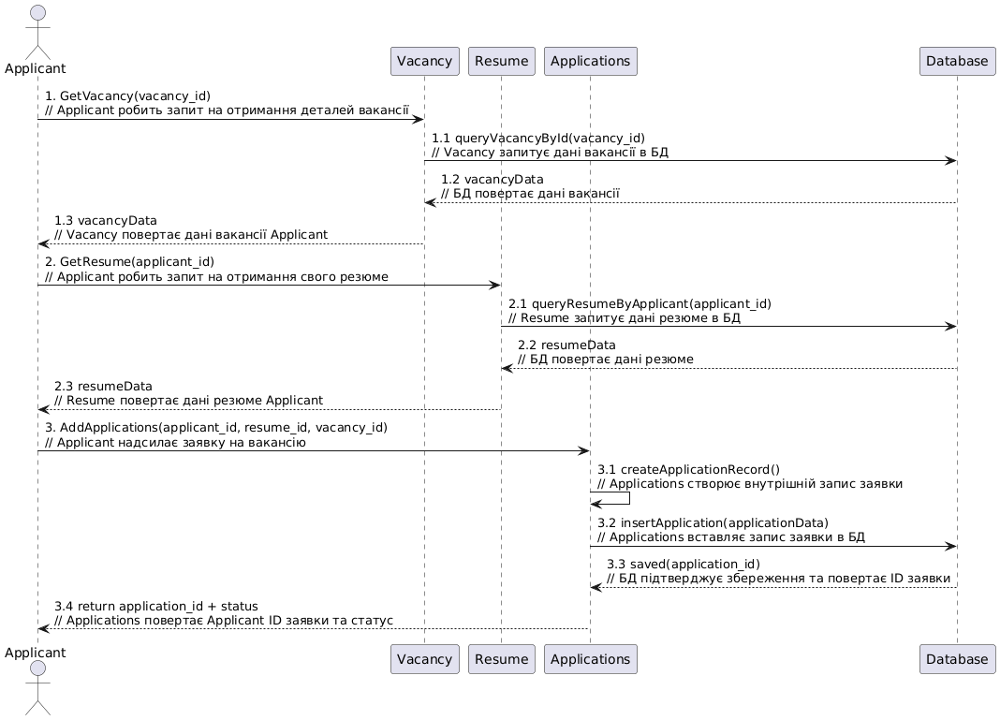 Applicant
Vacancy
Resume
Applications
Database
1. GetVacancy(vacancy_id)
// Applicant робить запит на отримання деталей вакансії
1.1 queryVacancyById(vacancy_id)
// Vacancy запитує дані вакансії в БД
1.2 vacancyData
// БД повертає дані вакансії
1.3 vacancyData
// Vacancy повертає дані вакансії Applicant
2. GetResume(applicant_id)
// Applicant робить запит на отримання свого резюме
2.1 queryResumeByApplicant(applicant_id)
// Resume запитує дані резюме в БД
2.2 resumeData
// БД повертає дані резюме
2.3 resumeData
// Resume повертає дані резюме Applicant
3. AddApplications(applicant_id, resume_id, vacancy_id)
// Applicant надсилає заявку на вакансію
3.1 createApplicationRecord()
// Applications створює внутрішній запис заявки
3.2 insertApplication(applicationData)
// Applications вставляє запис заявки в БД
3.3 saved(application_id)
// БД підтверджує збереження та повертає ID заявки
3.4 return application_id + status
// Applications повертає Applicant ID заявки та статус
Applicant
Vacancy
Resume
Applications
Database